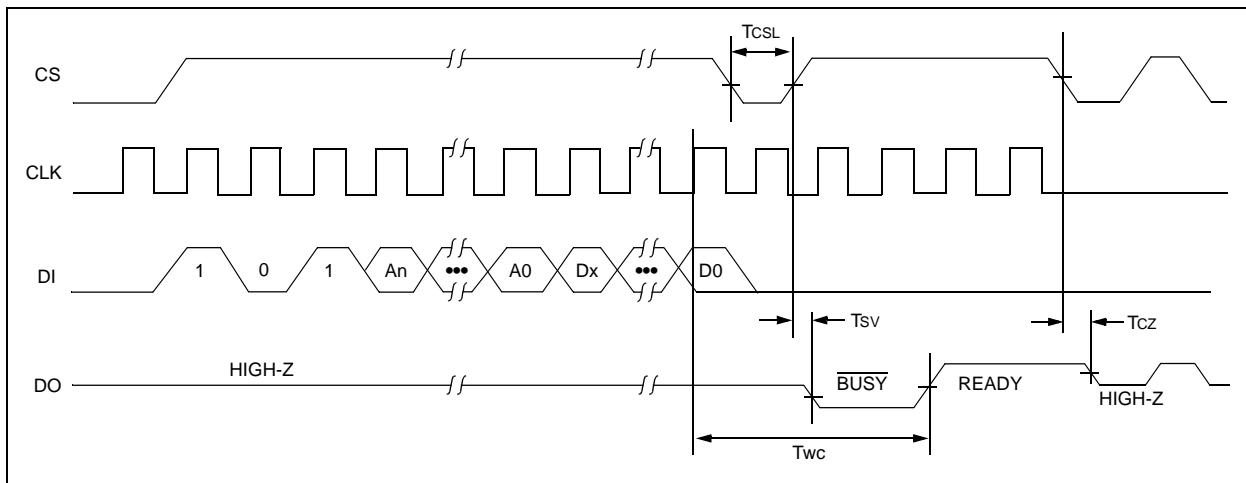 TCSL
CS
CLK
DI 1 0 1 An ••• A0 Dx ••• D0
TSV TCZ
DO HIGH-Z BUSY READY HIGH-Z
TWC